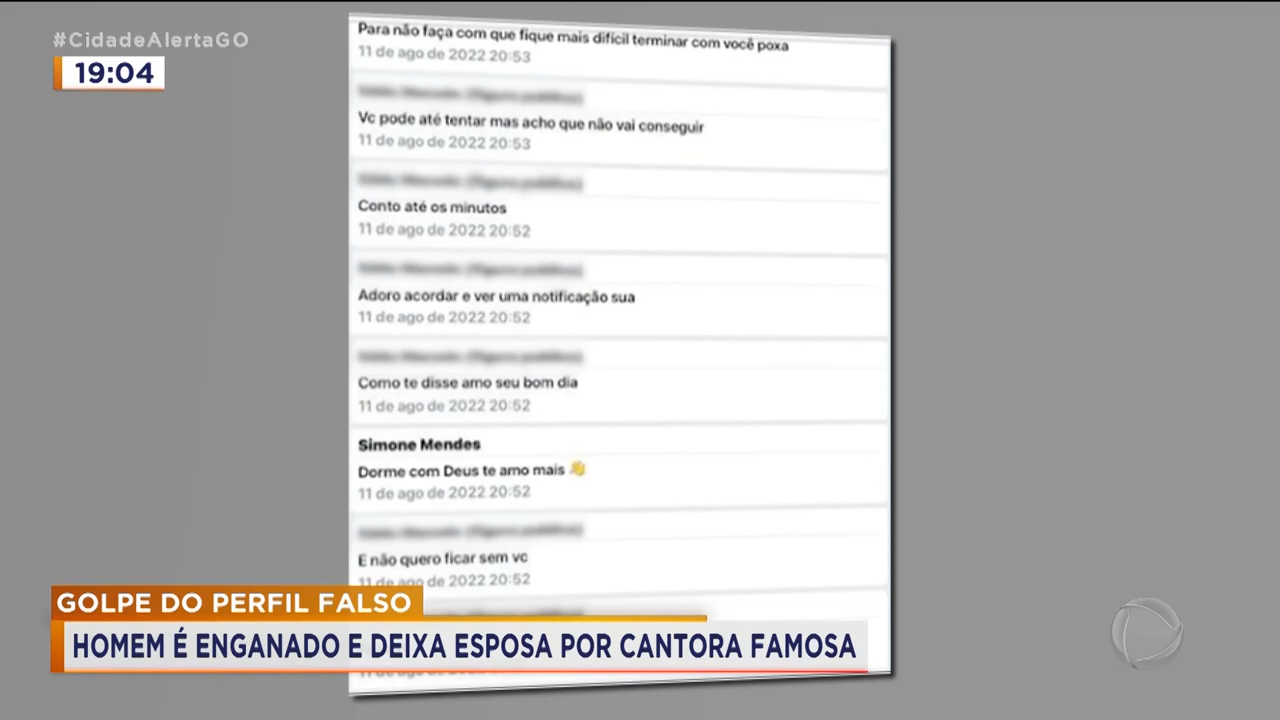 #CidadeAlertaGO
19:04
Para não faça com que fique mais difícil terminar com você poxa
11 de ago de 2022 20:53
Vc pode até tentar mas acho que não vai conseguir
11 de ago de 2022 20:53
Conto até os minutos
11 de ago de 2022 20:52
Adoro acordar e ver uma notificação sua
11 de ago de 2022 20:52
Como te disse amo seu bom dia
11 de ago de 2022 20:52
Simone Mendes
Dorme com Deus te amo mais 👋
11 de ago de 2022 20:52
E não quero ficar sem vc
11 de ago de 2022 20:52
GOLPE DO PERFIL FALSO
HOMEM É ENGANADO E DEIXA ESPOSA POR CANTORA FAMOSA